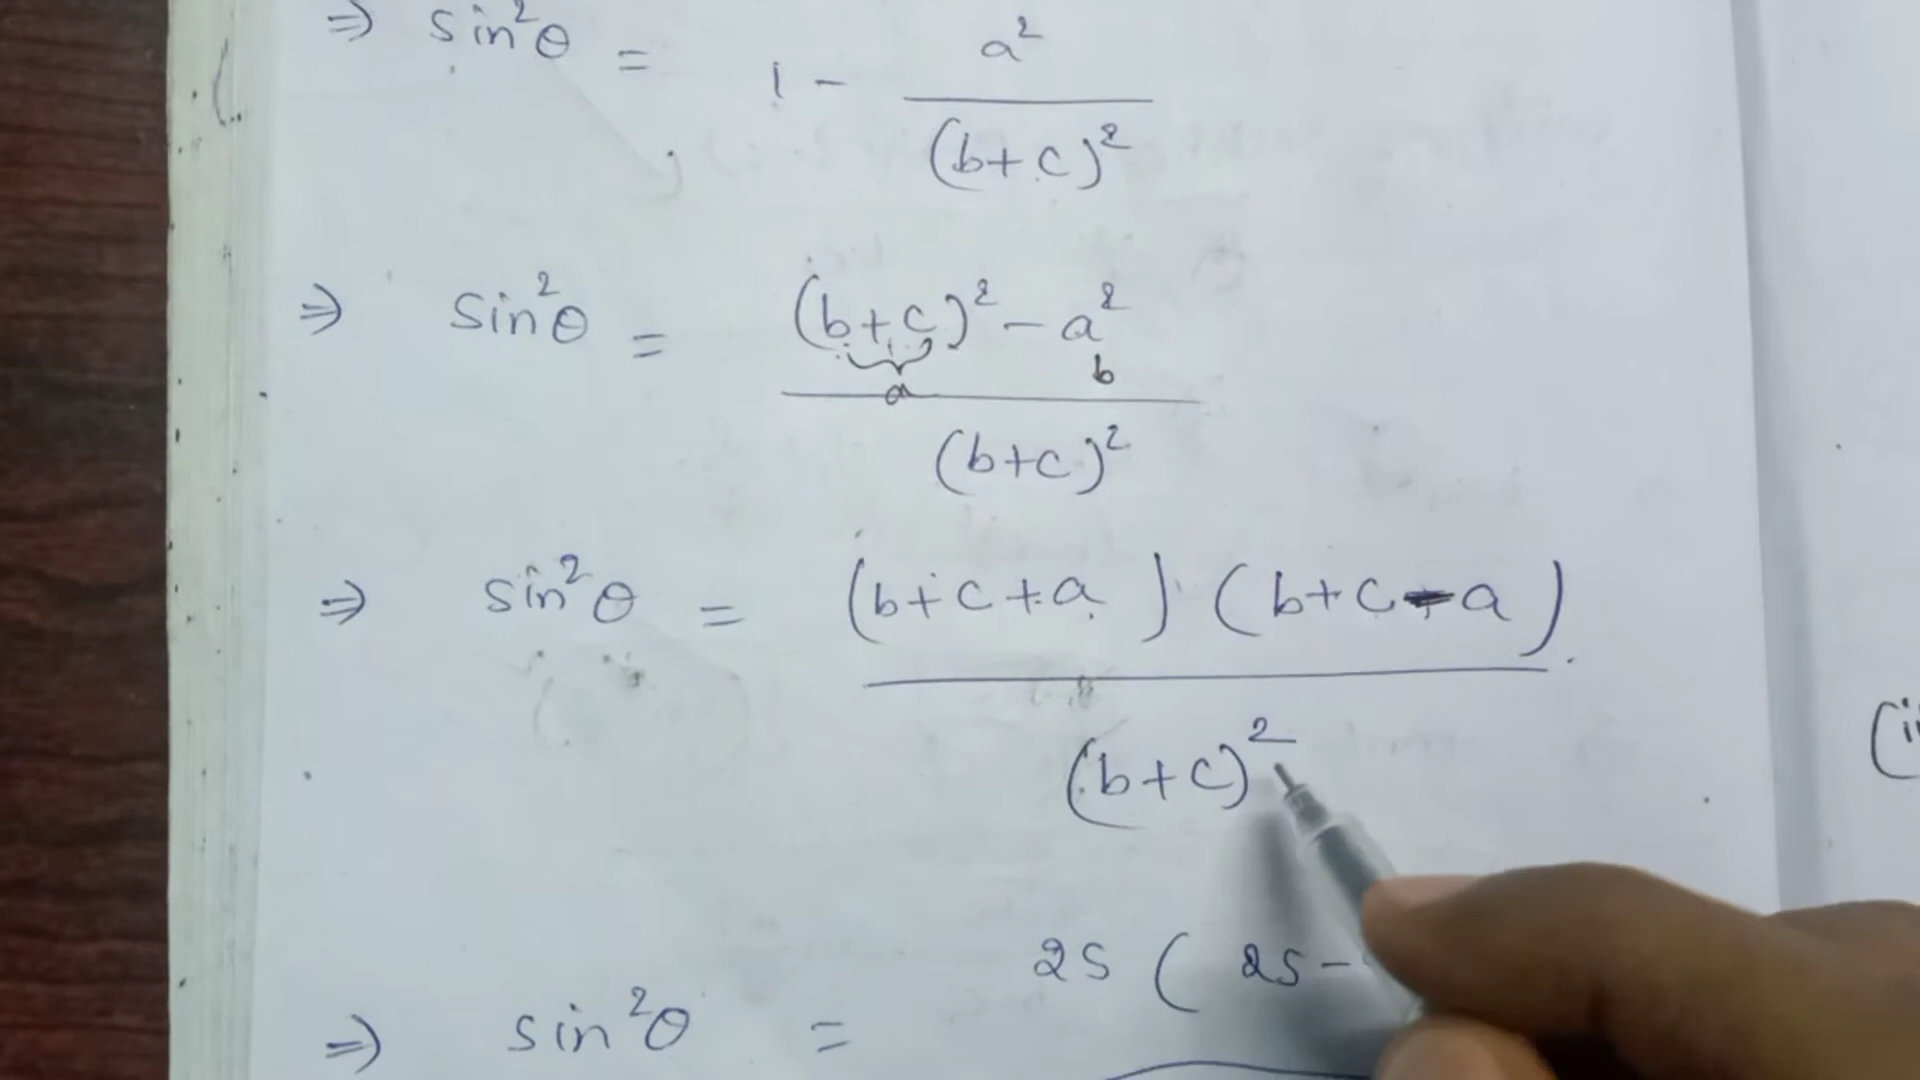 ⇒ sin²θ = 1 - a² / (b+c)²
⇒ sin²θ = (b+c)² - a² / (b+c)²
a b
⇒ sin²θ = (b+c+a) (b+c-a) / (b+c)²
⇒ sin²θ = 2s ( 2s -